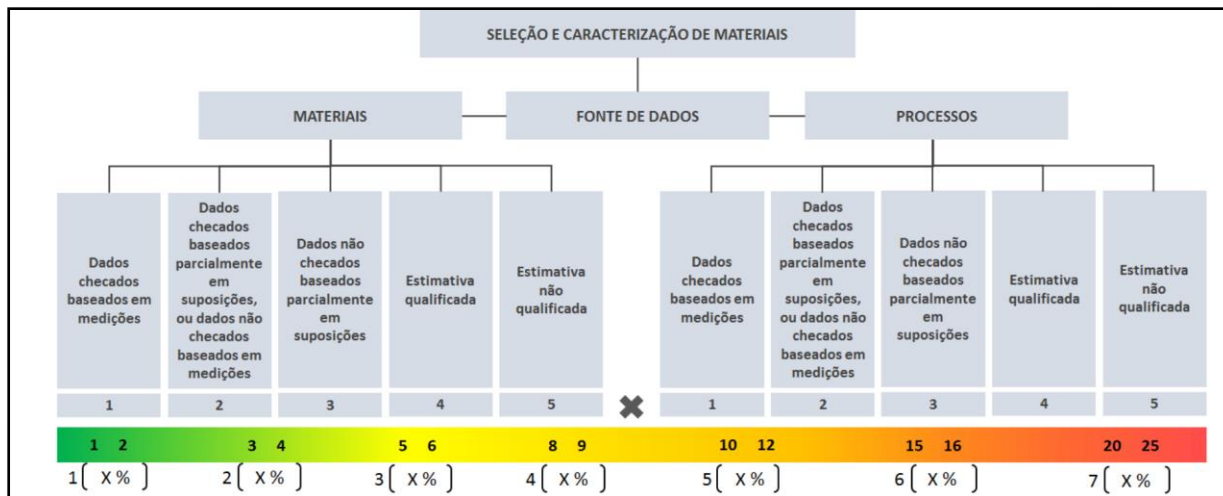 SELEÇÃO E CARACTERIZAÇÃO DE MATERIAIS
MATERIAIS
FONTE DE DADOS
PROCESSOS
Dados
checados
baseados em
medições
Dados
checados
baseados
parcialmente
em
suposições,
ou dados não
checados
baseados em
medições
Dados não
checados
baseados
parcialmente
em
suposições
Estimativa
qualificada
Estimativa
não
qualificada
Dados
checados
baseados em
medições
Dados
checados
baseados
parcialmente
em
suposições,
ou dados não
checados
baseados em
medições
Dados não
checados
baseados
parcialmente
em
suposições
Estimativa
qualificada
Estimativa
não
qualificada
1 2 3 4 5 ✖ 1 2 3 4 5
1 2 3 4 5 6 8 9 10 12 15 16 20 25
1 ( X % ) 2 ( X % ) 3 ( X % ) 4 ( X % ) 5 ( X % ) 6 ( X % ) 7 ( X % )